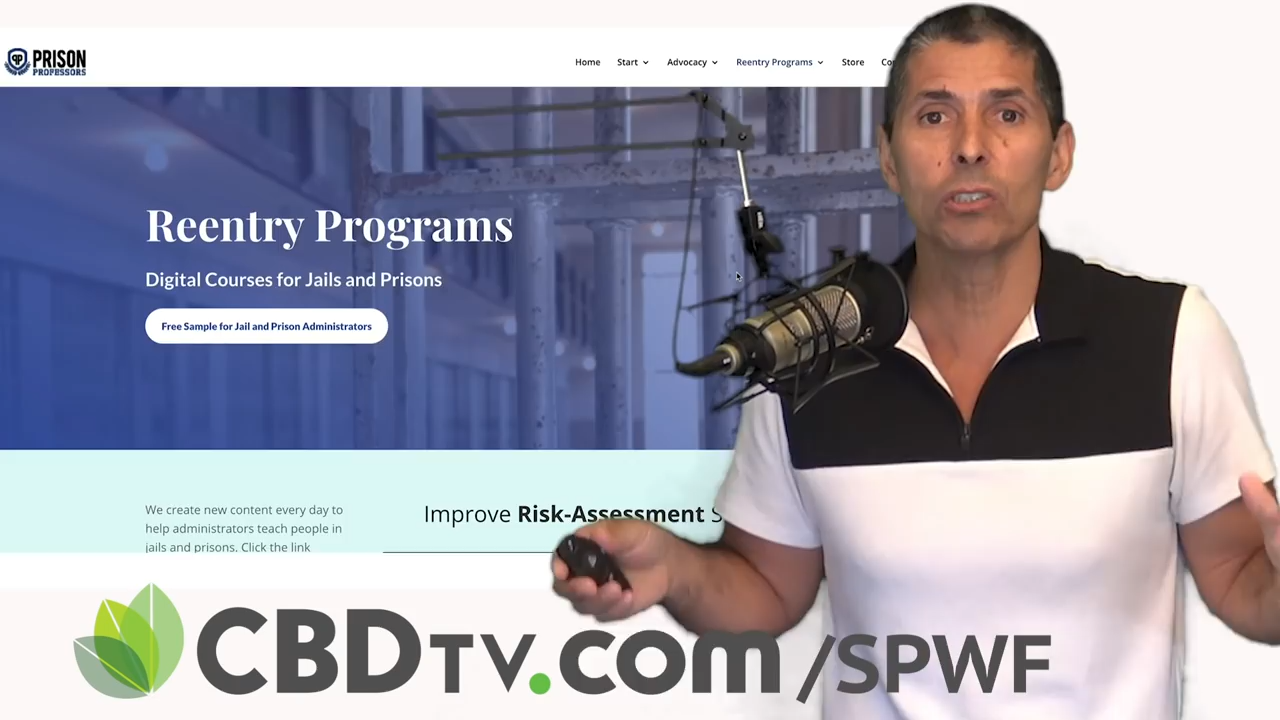 PRISON
PROFESSORS
Home Start Advocacy Reentry Programs Store
Reentry Programs
Digital Courses for Jails and Prisons
Free Sample for Jail and Prison Administrators
We create new content every day to
help administrators teach people in
jails and prisons. Click the link
Improve Risk-Assessment S
CBDTV.com/SPWF